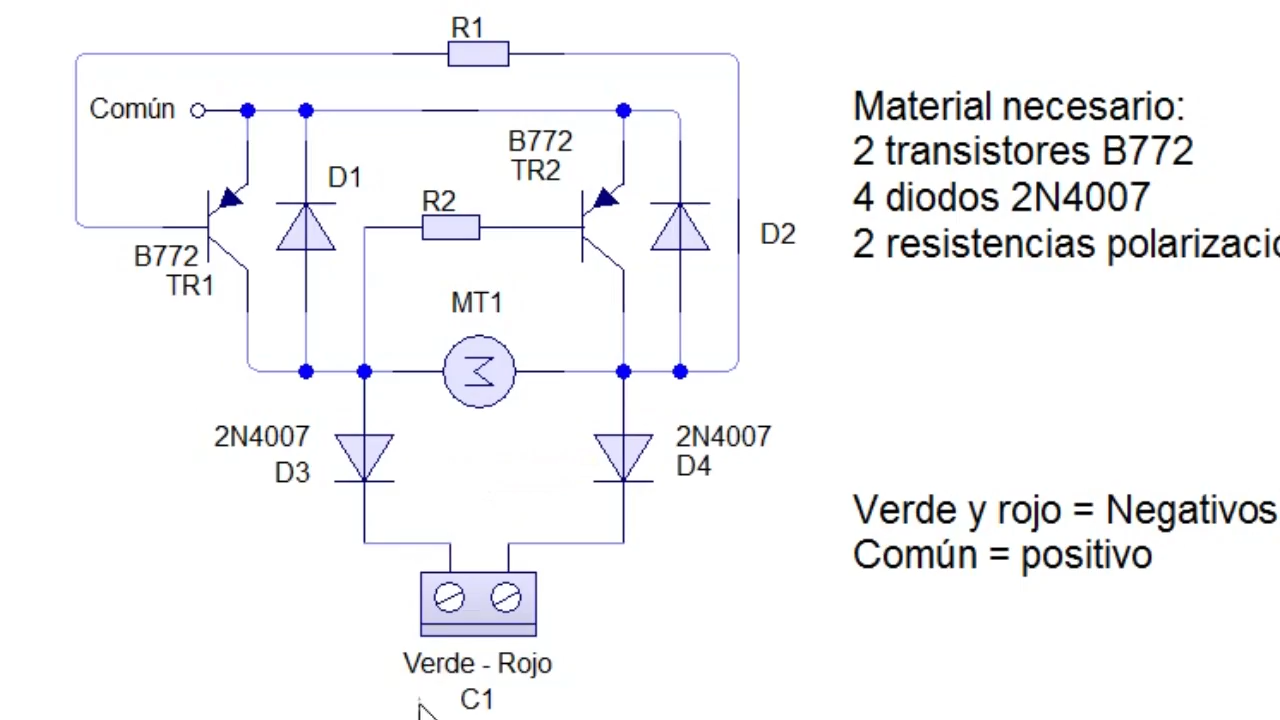 R1
Común
B772
TR2
D1
R2
D2
B772
TR1
MT1
2N4007
D3
2N4007
D4
Verde - Rojo
C1
Material necesario:
2 transistores B772
4 diodos 2N4007
2 resistencias
Verde y rojo = Negativos
Común = positivo